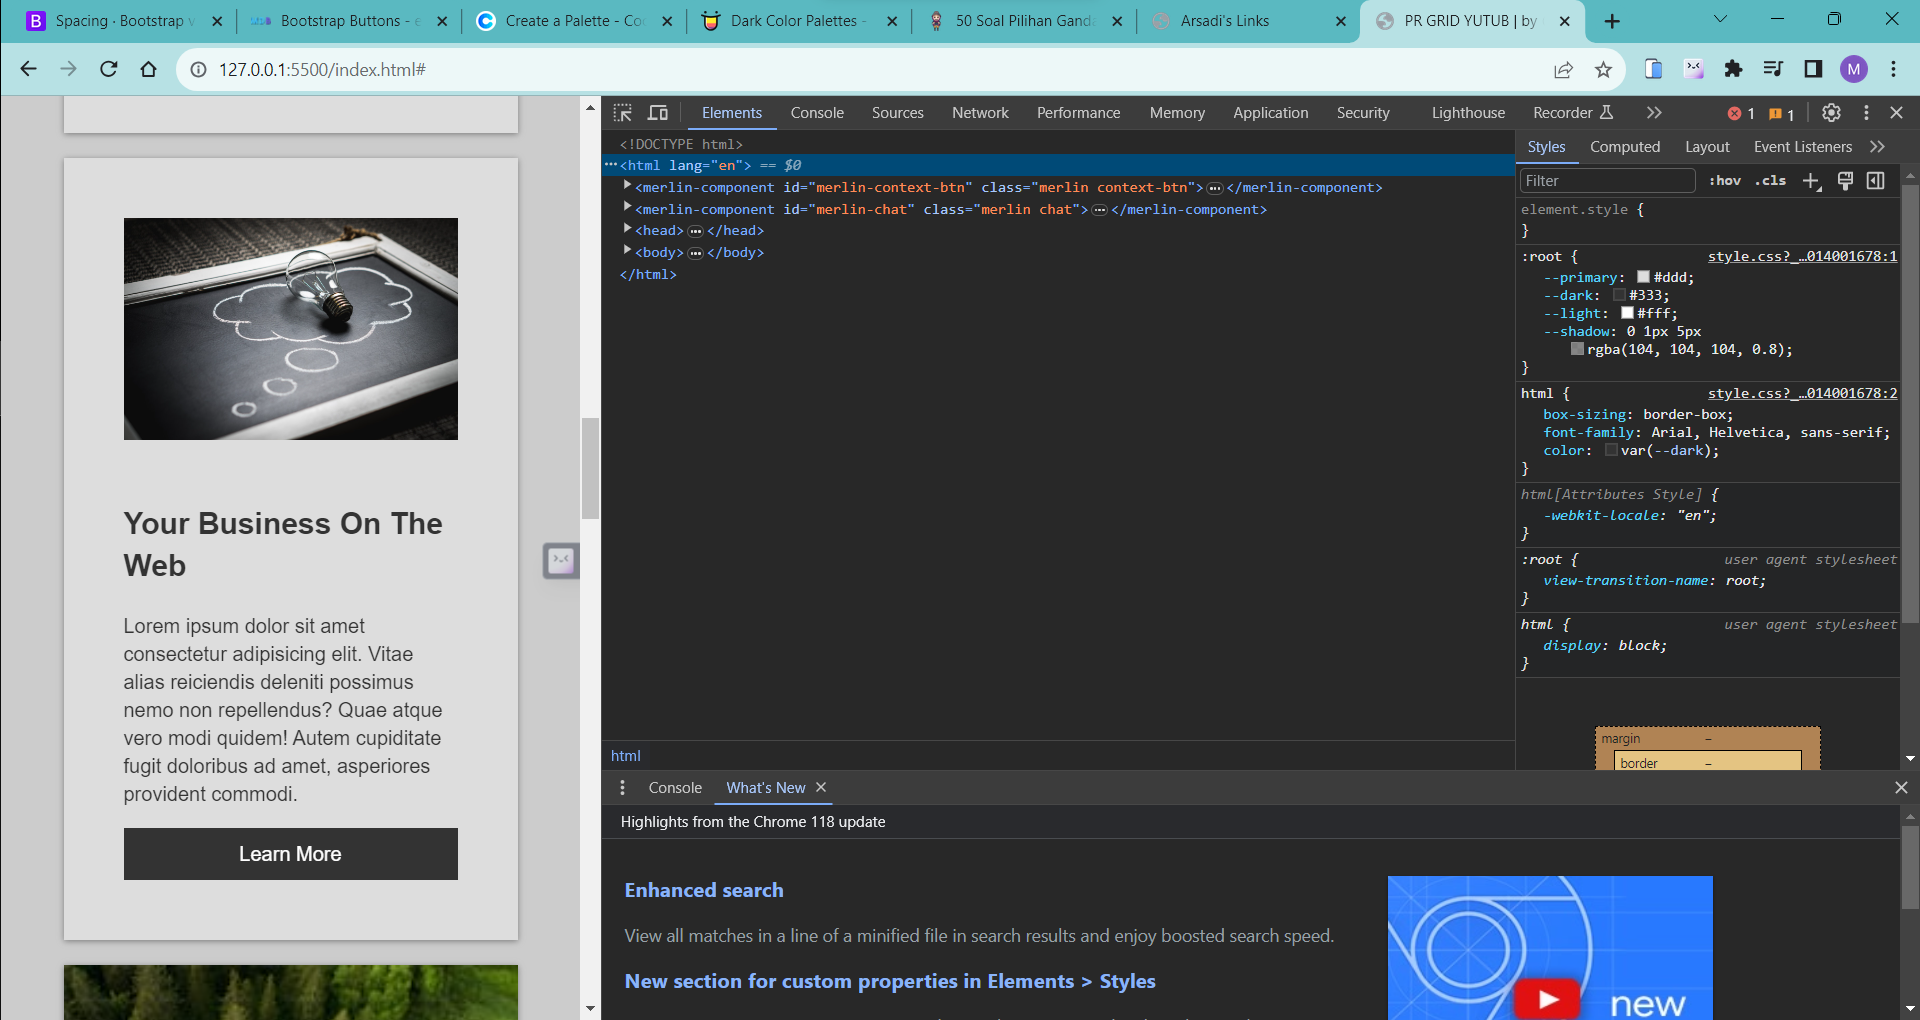 Spacing · Bootstrap v
Bootstrap Buttons - e
Create a Palette - Co
Dark Color Palettes -
50 Soal Pilihan Ganda
Arsadi's Links
PR GRID YUTUB | by
127.0.0.1:5500/index.html#
M
Elements
Console
Sources
Network
Performance
Memory
Application
Security
Lighthouse
Recorder
1
1
<!DOCTYPE html>
<html lang="en"> == $0
<merlin-component id="merlin-context-btn" class="merlin context-btn">…</merlin-component>
<merlin-component id="merlin-chat" class="merlin chat">…</merlin-component>
<head>…</head>
<body>…</body>
</html>
html
Styles
Computed
Layout
Event Listeners
Filter
:hov
.cls
element.style {
}
:root {
style.css?_…014001678:1
--primary: #ddd;
--dark: #333;
--light: #fff;
--shadow: 0 1px 5px
rgba(104, 104, 104, 0.8);
}
html {
style.css?_…014001678:2
box-sizing: border-box;
font-family: Arial, Helvetica, sans-serif;
color: var(--dark);
}
html[Attributes Style] {
-webkit-locale: "en";
}
:root {
user agent stylesheet
view-transition-name: root;
}
html {
user agent stylesheet
display: block;
}
margin
–
border
–
Your Business On The
Web
Lorem ipsum dolor sit amet
consectetur adipisicing elit. Vitae
alias reiciendis deleniti possimus
nemo non repellendus? Quae atque
vero modi quidem! Autem cupiditate
fugit doloribus ad amet, asperiores
provident commodi.
Learn More
Console
What's New
Highlights from the Chrome 118 update
Enhanced search
View all matches in a line of a minified file in search results and enjoy boosted search speed.
New section for custom properties in Elements > Styles
new